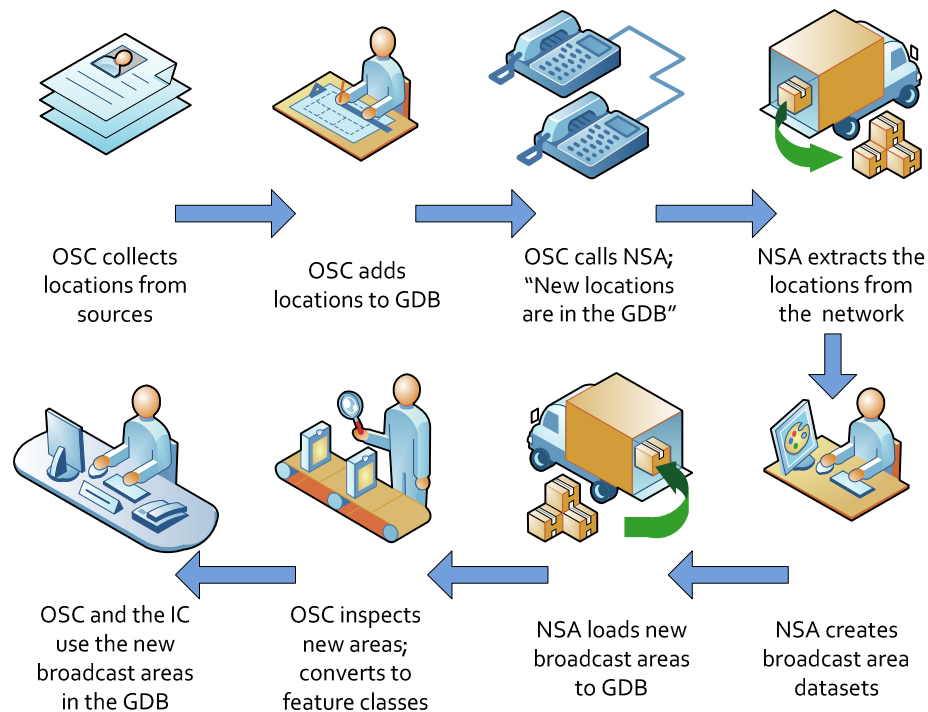 OSC collects
locations from
sources
OSC adds
locations to GDB
OSC calls NSA;
“New locations
are in the GDB”
NSA extracts the
locations from
the network
NSA creates
broadcast area
datasets
NSA loads new
broadcast areas
to GDB
OSC inspects
new areas;
converts to
feature classes
OSC and the IC
use the new
broadcast areas
in the GDB